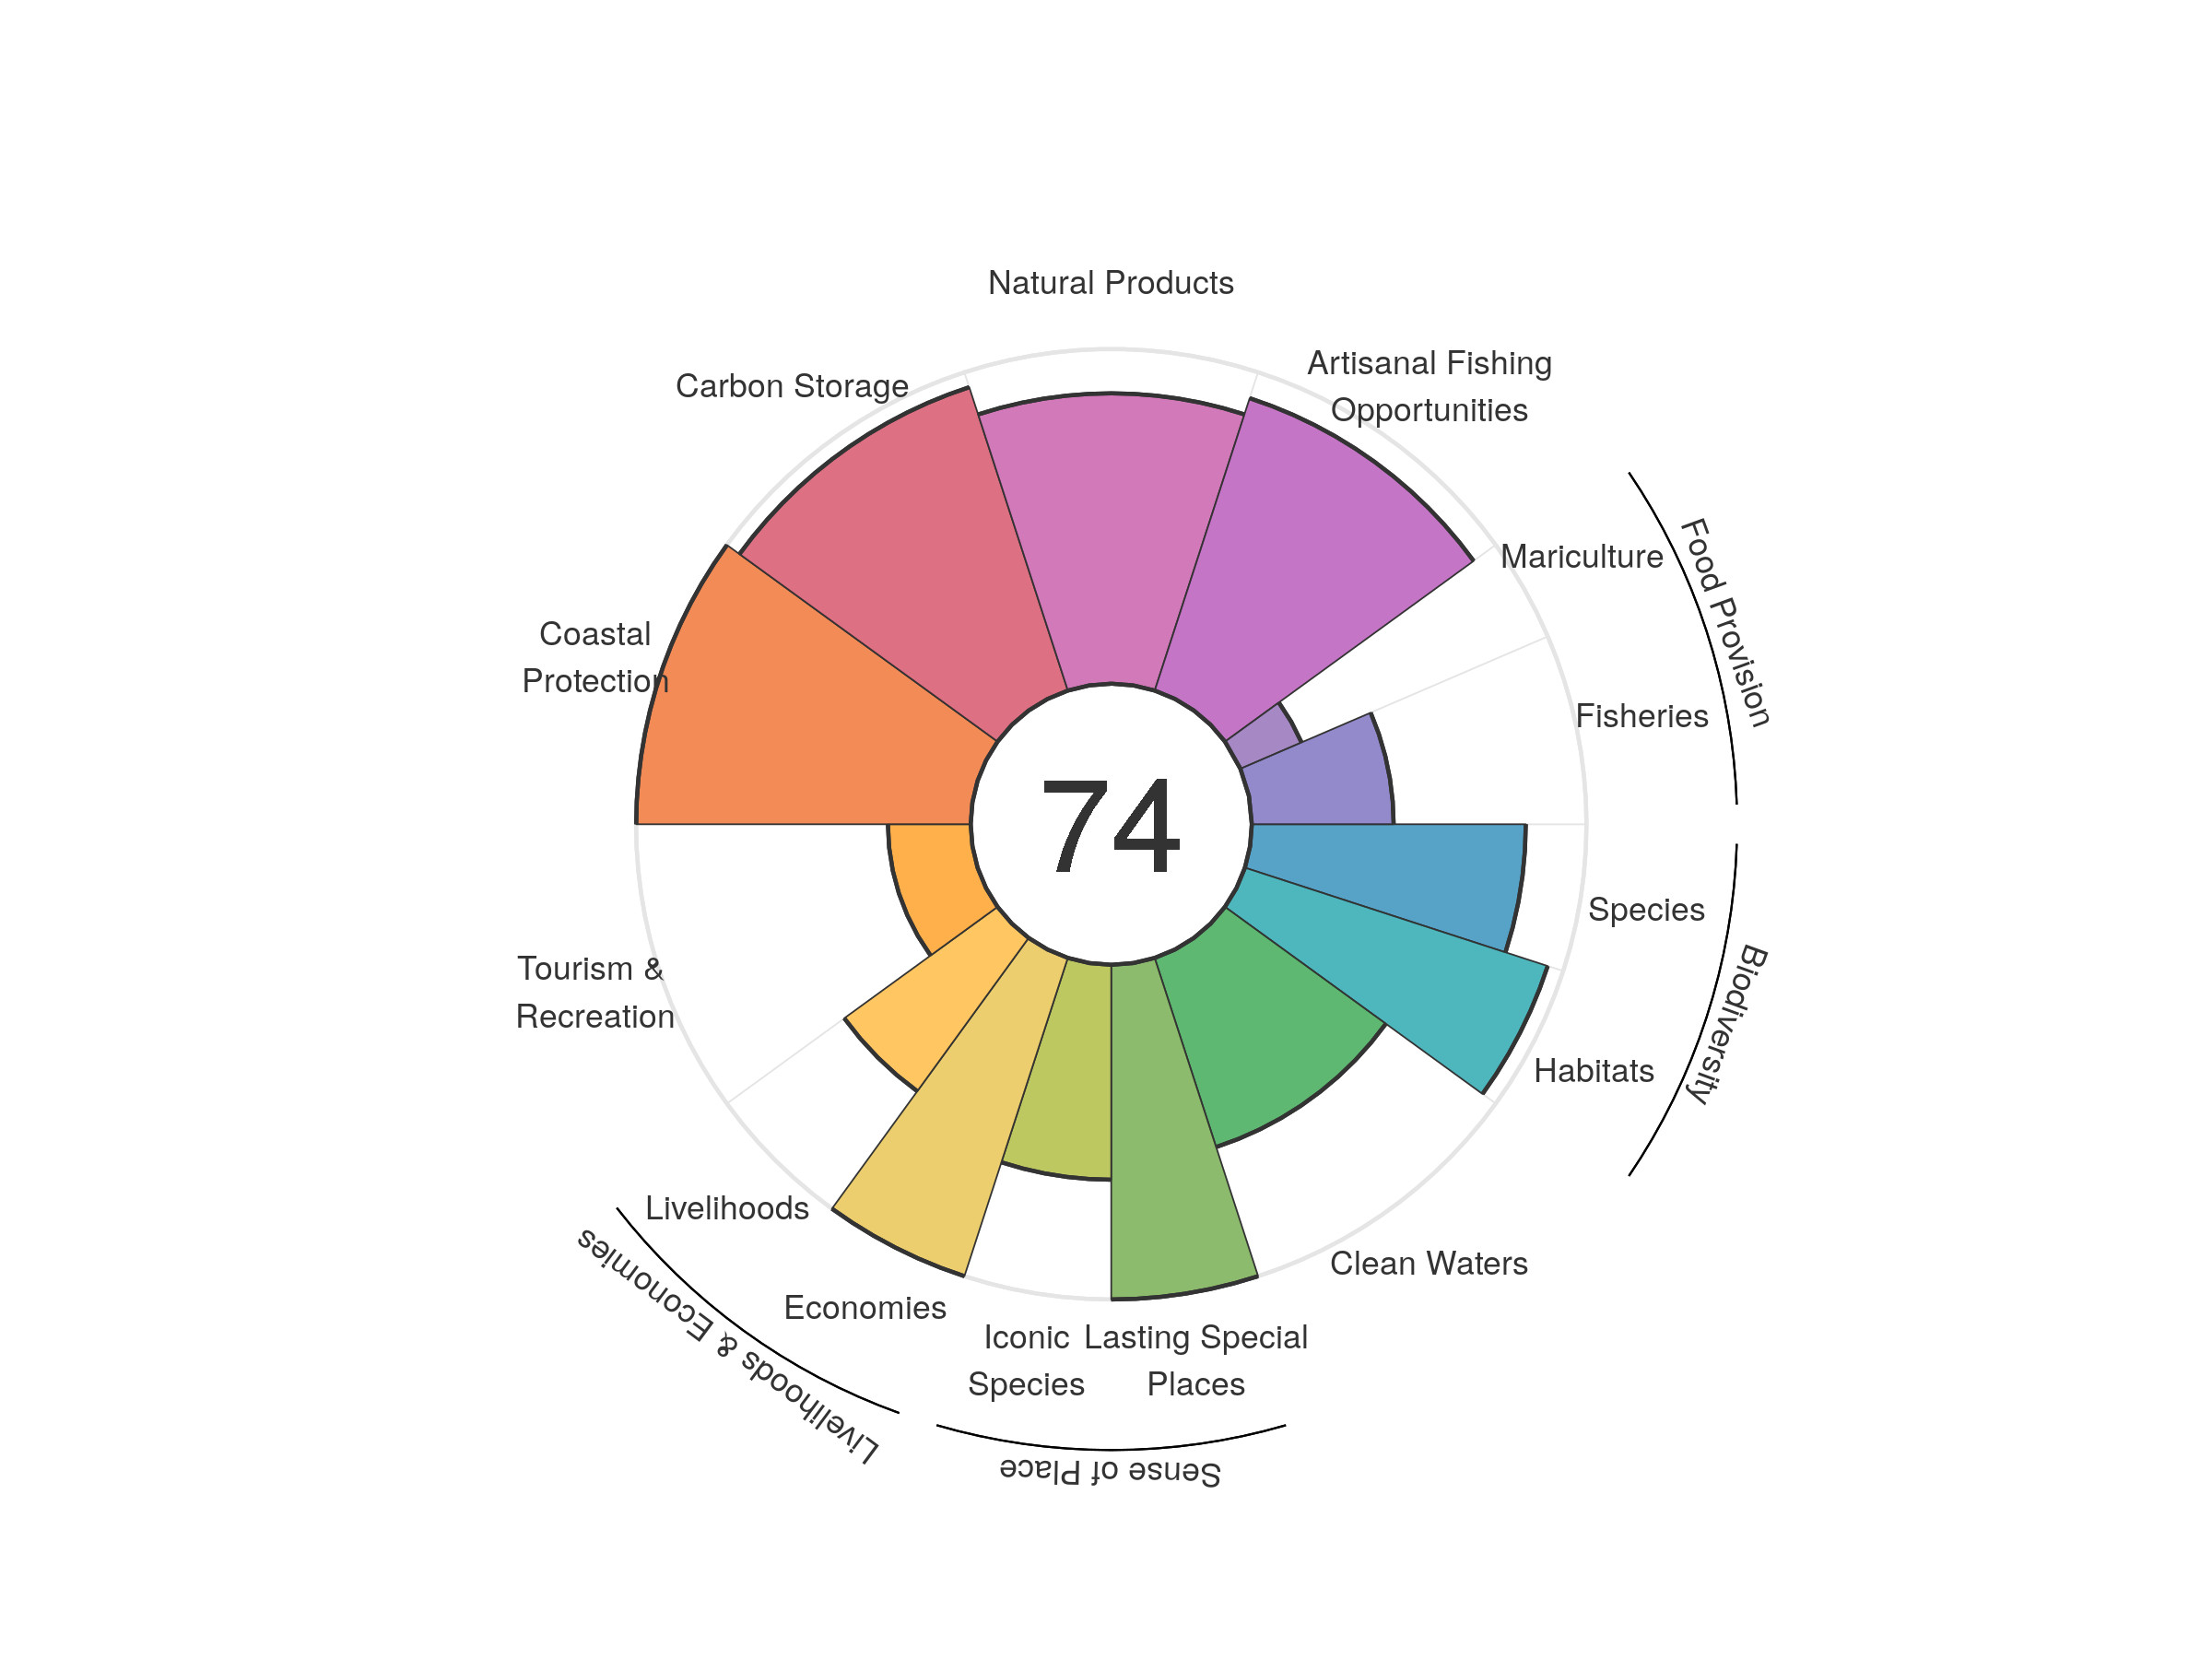 Natural Products
Artisanal Fishing
Opportunities
Carbon Storage
Mariculture
Food Provision
Coastal
Protection
Fisheries
74
Species
Biodiversity
Tourism &
Recreation
Habitats
Livelihoods
Livelihoods & Economies
Clean Waters
Economies
Iconic
Species
Lasting Special
Places
Sense of Place